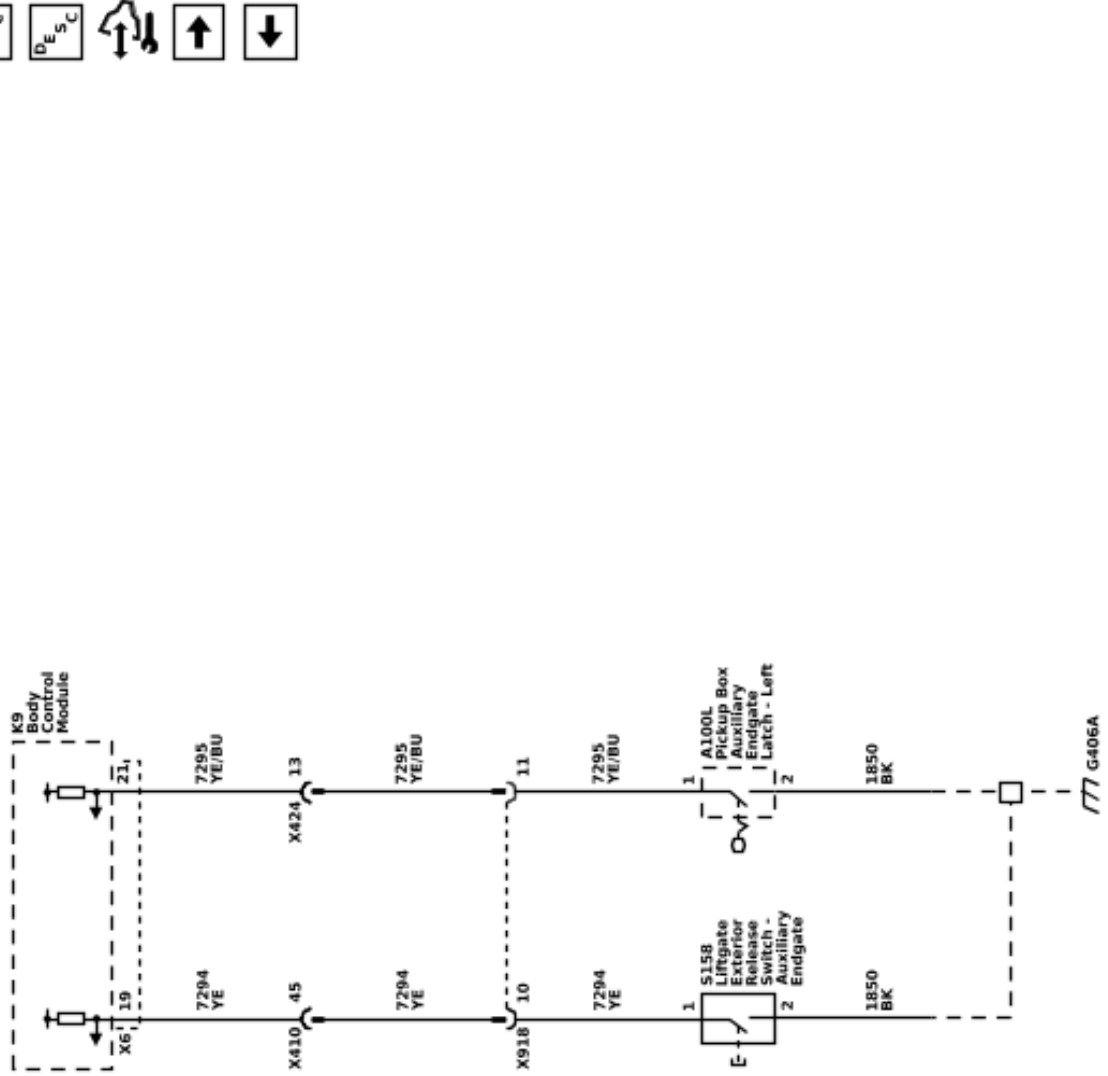 DESC
K9
Body
Control
Module
X6
19
21
7294
YE
7295
YE/BU
X410
45
X424
13
7294
YE
7295
YE/BU
X918
10
11
7294
YE
7295
YE/BU
1
S158
Liftgate
Exterior
Release
Switch -
Auxiliary
Endgate
2
1
A100L
Pickup Box
Auxiliary
Endgate
Latch - Left
2
1850
BK
1850
BK
G406A